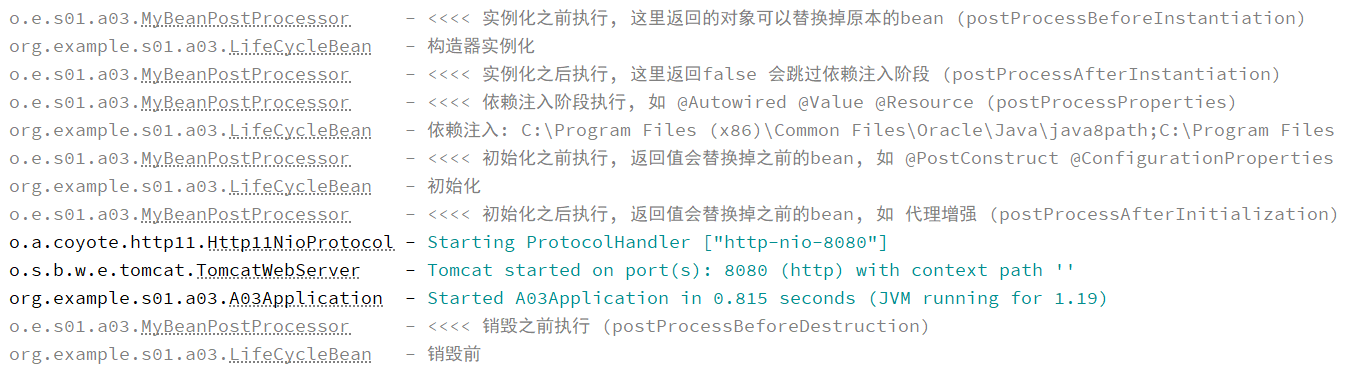 o.e.s01.a03.MyBeanPostProcessor - <<<< 实例化之前执行, 这里返回的对象可以替换掉原本的bean (postProcessBeforeInstantiation)
org.example.s01.a03.LifeCycleBean - 构造器实例化
o.e.s01.a03.MyBeanPostProcessor - <<<< 实例化之后执行, 这里返回false 会跳过依赖注入阶段 (postProcessAfterInstantiation)
o.e.s01.a03.MyBeanPostProcessor - <<<< 依赖注入阶段执行, 如 @Autowired @Value @Resource (postProcessProperties)
org.example.s01.a03.LifeCycleBean - 依赖注入: C:\Program Files (x86)\Common Files\Oracle\Java\java8path;C:\Program Files
o.e.s01.a03.MyBeanPostProcessor - <<<< 初始化之前执行, 返回值会替换掉之前的bean, 如 @PostConstruct @ConfigurationProperties
org.example.s01.a03.LifeCycleBean - 初始化
o.e.s01.a03.MyBeanPostProcessor - <<<< 初始化之后执行, 返回值会替换掉之前的bean, 如 代理增强 (postProcessAfterInitialization)
o.a.coyote.http11.Http11NioProtocol - Starting ProtocolHandler ["http-nio-8080"]
o.s.b.w.e.tomcat.TomcatWebServer - Tomcat started on port(s): 8080 (http) with context path ''
org.example.s01.a03.A03Application - Started A03Application in 0.815 seconds (JVM running for 1.19)
o.e.s01.a03.MyBeanPostProcessor - <<<< 销毁之前执行 (postProcessBeforeDestruction)
org.example.s01.a03.LifeCycleBean - 销毁前